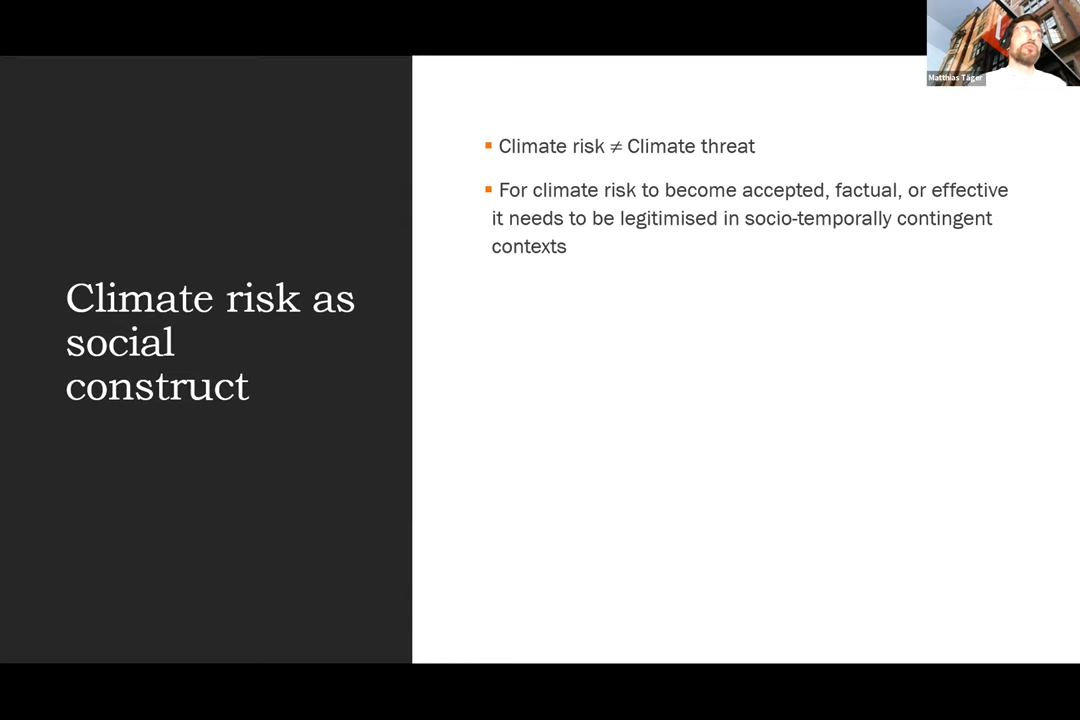 Matthias Täger
Climate risk as
social
construct
▪ Climate risk ≠ Climate threat
▪ For climate risk to become accepted, factual, or effective
it needs to be legitimised in socio-temporally contingent
contexts